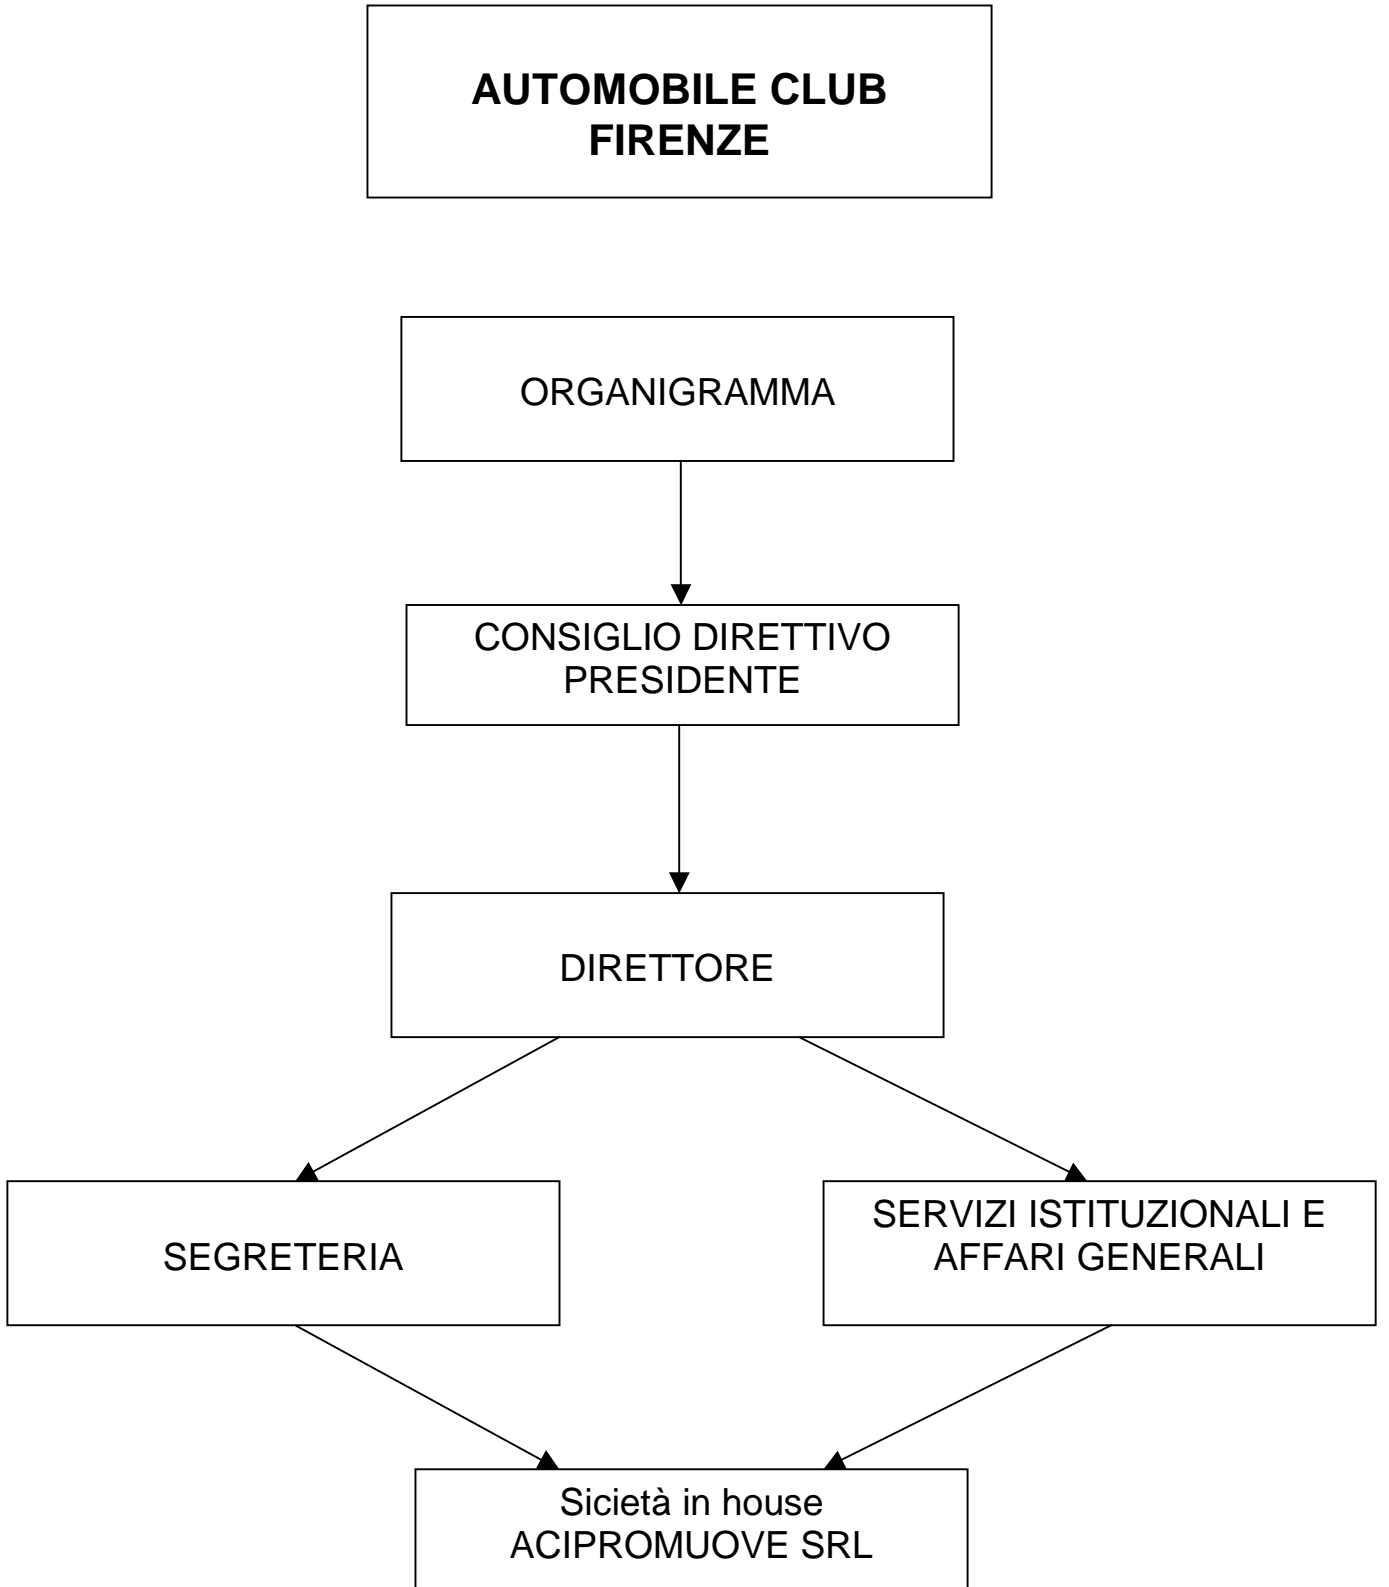 AUTOMOBILE CLUB
FIRENZE
ORGANIGRAMMA
CONSIGLIO DIRETTIVO
PRESIDENTE
DIRETTORE
SEGRETERIA
SERVIZI ISTITUZIONALI E
AFFARI GENERALI
Sicietà in house
ACIPROMUOVE SRL